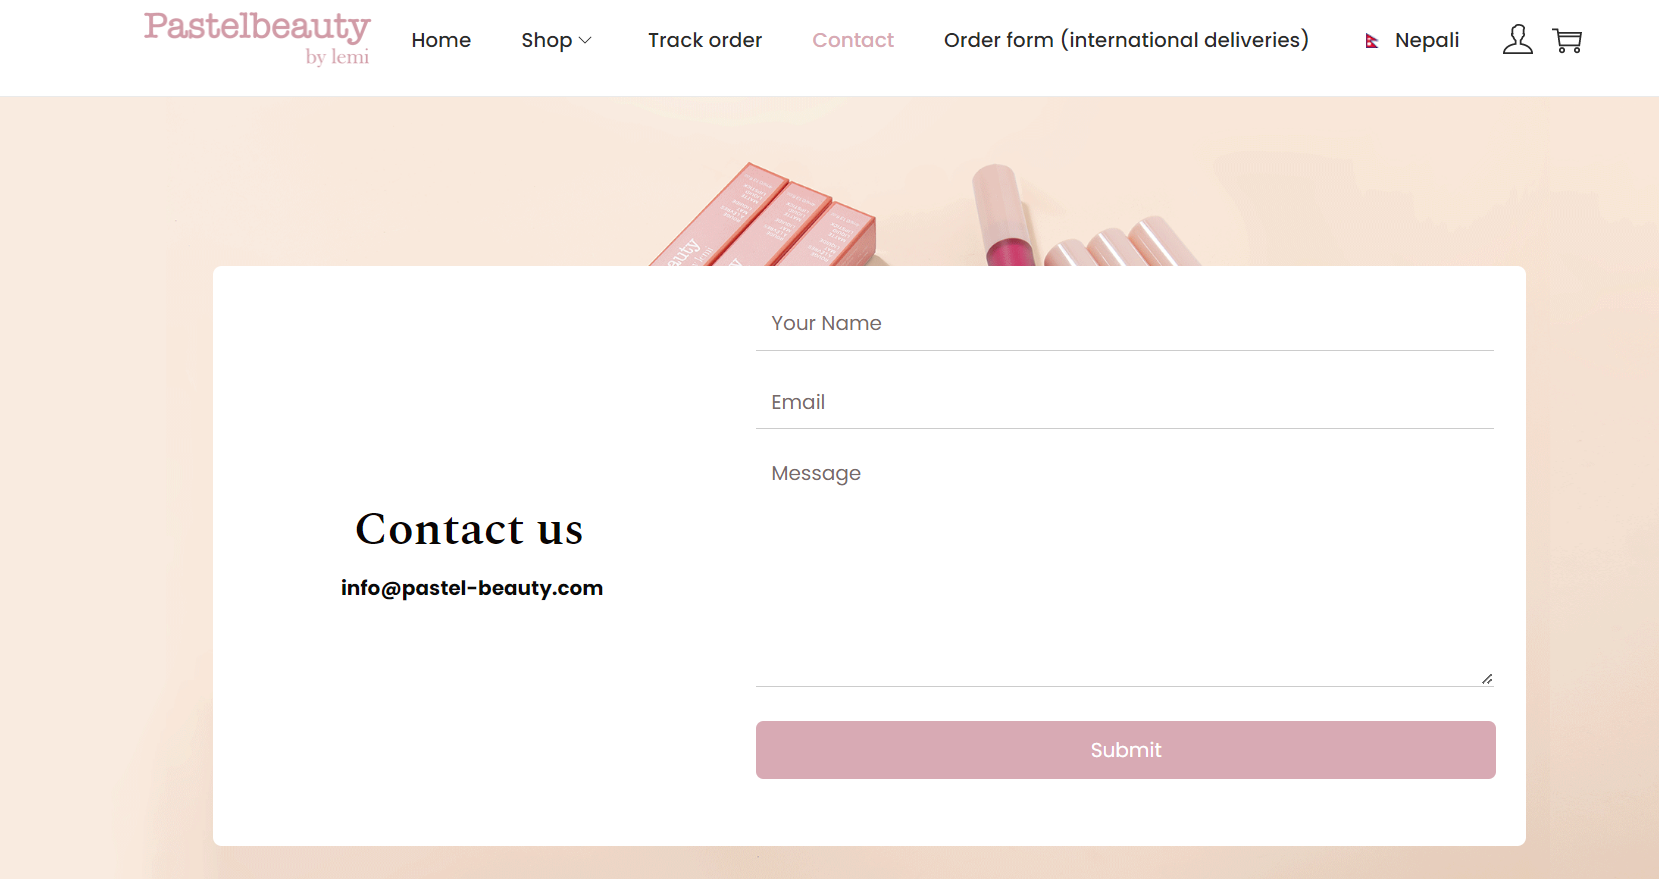 Pastelbeauty
by lemi
Home
Shop
Track order
Contact
Order form (international deliveries)
Nepali
Your Name
Email
Message
Contact us
info@pastel-beauty.com
Submit